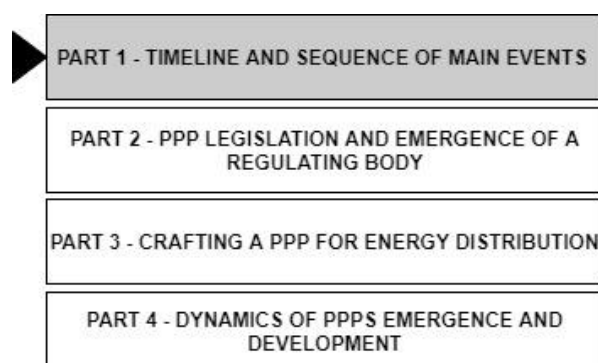 PART 1 - TIMELINE AND SEQUENCE OF MAIN EVENTS
PART 2 - PPP LEGISLATION AND EMERGENCE OF A
REGULATING BODY
PART 3 - CRAFTING A PPP FOR ENERGY DISTRIBUTION
PART 4 - DYNAMICS OF PPPS EMERGENCE AND
DEVELOPMENT